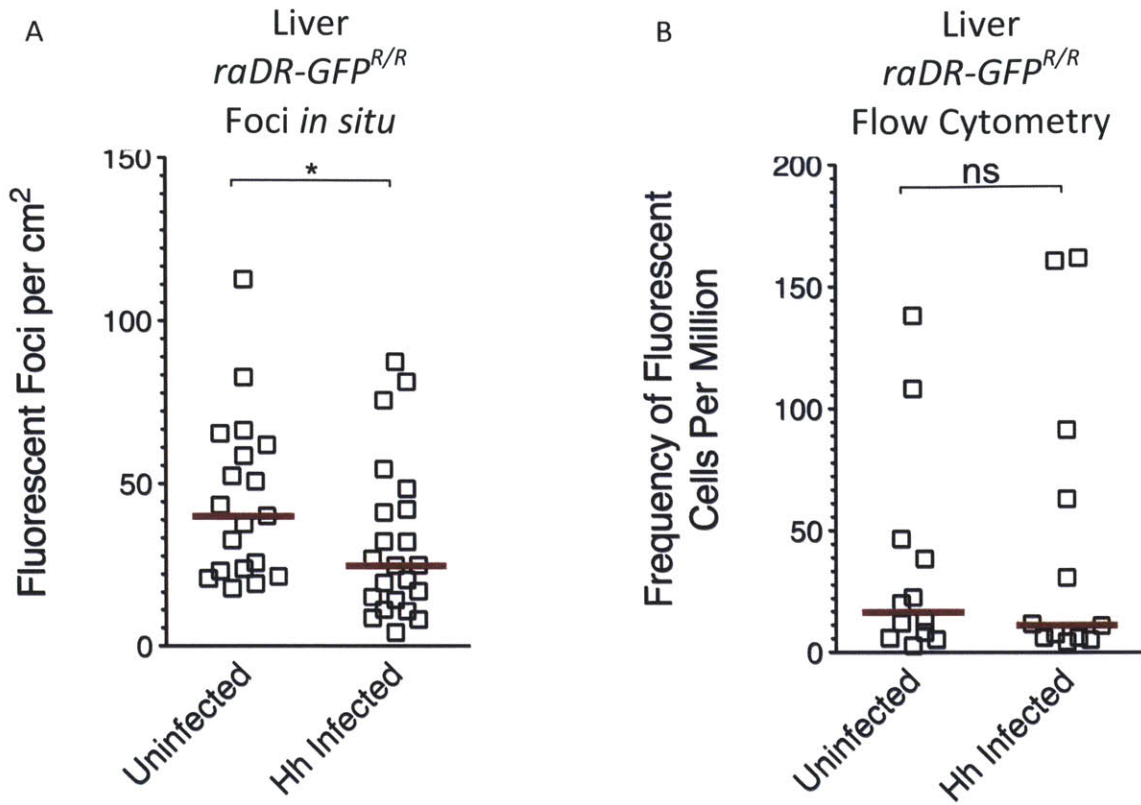 A
Liver
raDR-GFP^R/R
Foci in situ
Fluorescent Foci per cm²
150
100
50
0
*
Uninfected
Hh Infected
B
Liver
raDR-GFP^R/R
Flow Cytometry
Frequency of Fluorescent
Cells Per Million
200
150
100
50
0
ns
Uninfected
Hh Infected